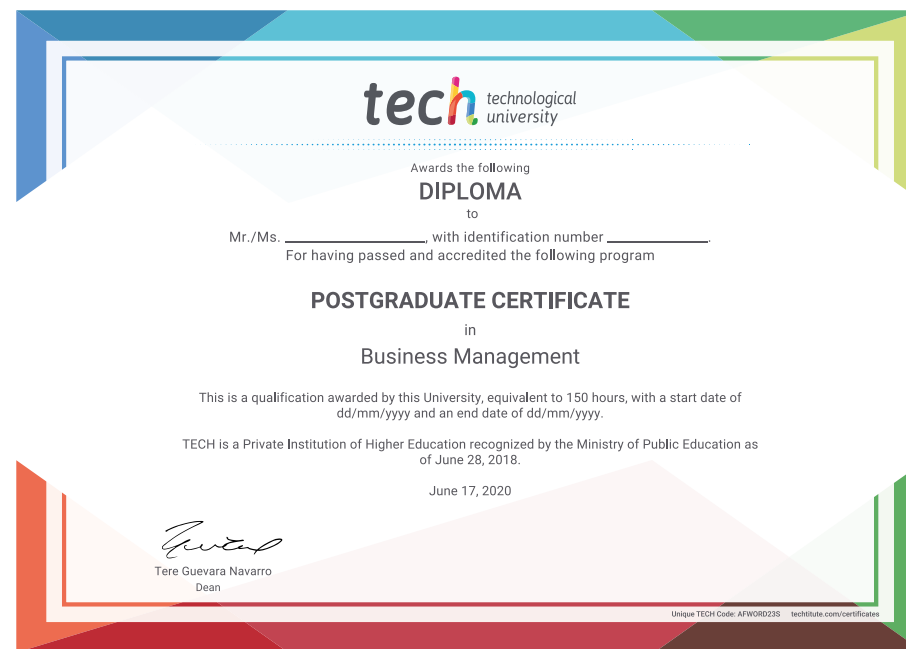 tech technological
university
Awards the following
DIPLOMA
to
Mr./Ms. ____________________, with identification number ______________.
For having passed and accredited the following program
POSTGRADUATE CERTIFICATE
in
Business Management
This is a qualification awarded by this University, equivalent to 150 hours, with a start date of
dd/mm/yyyy and an end date of dd/mm/yyyy.
TECH is a Private Institution of Higher Education recognized by the Ministry of Public Education as
of June 28, 2018.
June 17, 2020
Tere Guevara Navarro
Dean
Unique TECH Code: AFWORD23S techtitute.com/certificates